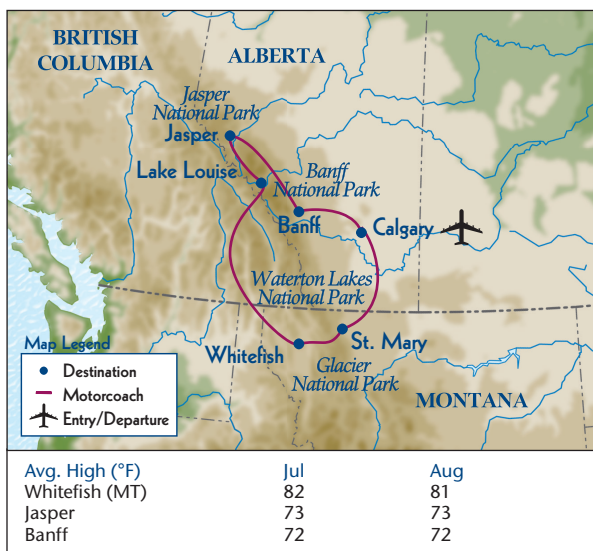 BRITISH
COLUMBIA
ALBERTA
Jasper
National Park
Jasper
Lake Louise
Banff
National Park
Banff
Calgary
Waterton Lakes
National Park
Whitefish
St. Mary
Glacier
National Park
MONTANA
Map Legend
Destination
Motorcoach
Entry/Departure
Avg. High (°F) Jul Aug
Whitefish (MT) 82 81
Jasper 73 73
Banff 72 72